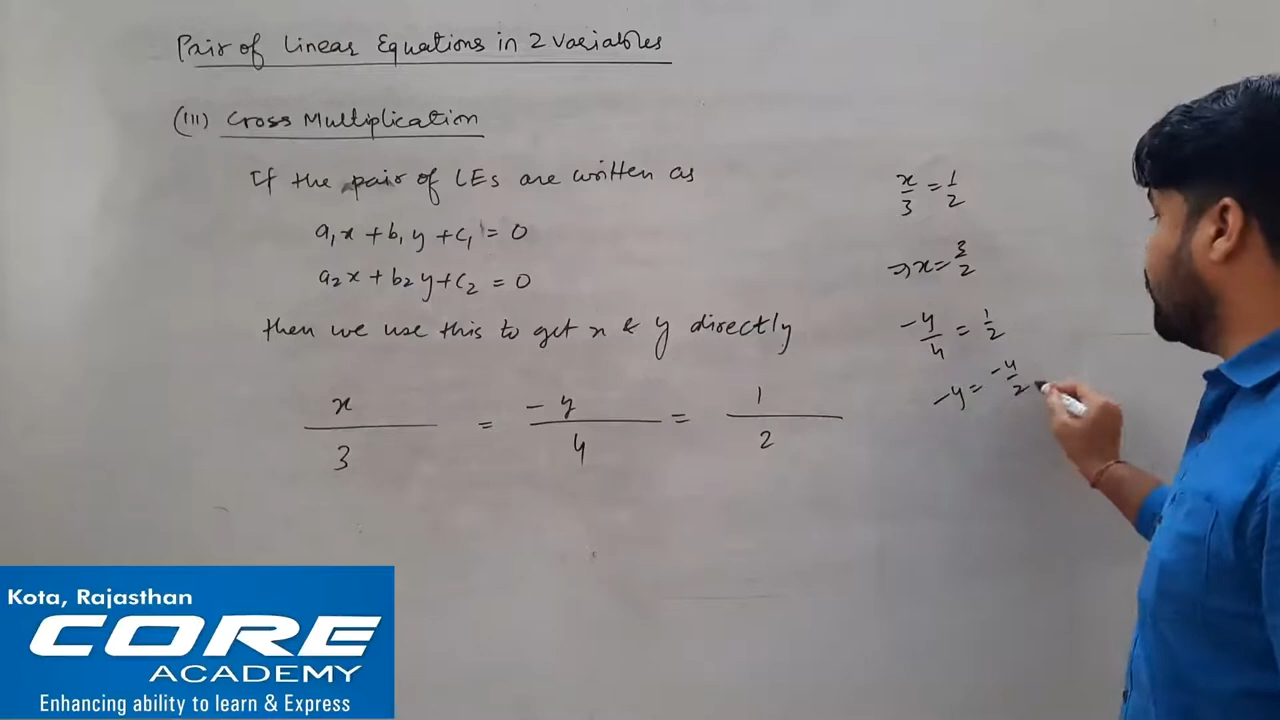 Pair of Linear Equations in 2 Variables
(III) Cross Multiplication
If the pair of LEs are written as
a₁x + b₁y + c₁ = 0
a₂x + b₂y + c₂ = 0
then we use this to get x & y directly
x/3 = -y/4 = 1/2
x/3 = 1/2
⇒ x = 3/2
-y/4 = 1/2
-y = -4/2
Kota, Rajasthan
CORE
ACADEMY
Enhancing ability to learn & Express